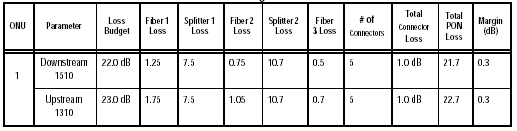 ONU Parameter Loss Budget Fiber 1 Loss Splitter 1 Loss Fiber 2 Loss Splitter 2 Loss Fiber 3 Loss # of Connectors Total Connector Loss Total PON Loss Margin (dB)
1 Downstream 1510 22.0 dB 1.25 7.5 0.75 10.7 0.5 5 1.0 dB 21.7 0.3
Upstream 1310 23.0 dB 1.75 7.5 1.05 10.7 0.7 5 1.0 dB 22.7 0.3